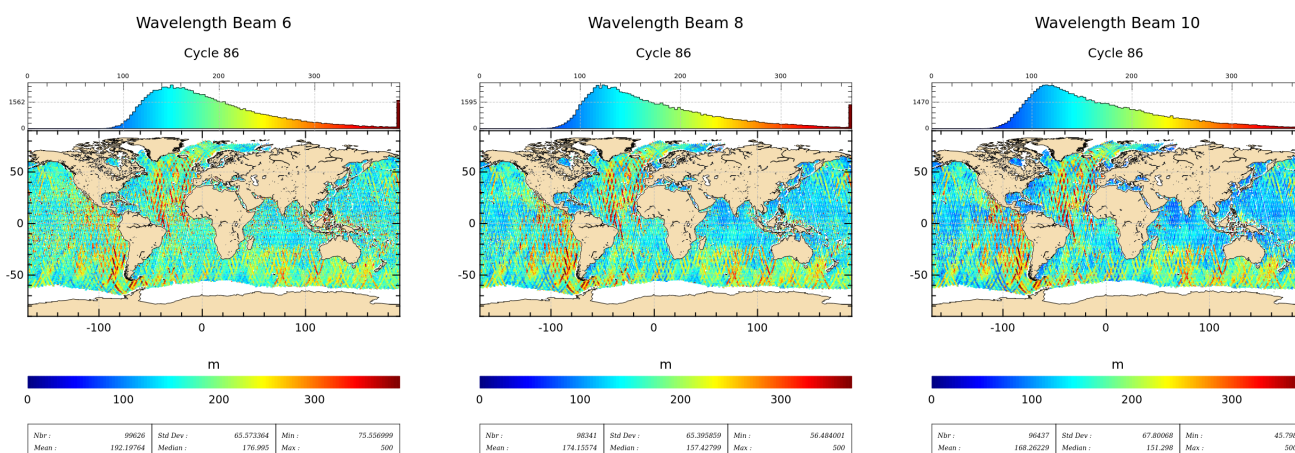 Wavelength Beam 6
Cycle 86
0 100 200 300
1562
0
50
0
-50
-100 0 100
m
0 100 200 300
Nbr : 99626 Std Dev : 65.573364 Min : 75.556999
Mean : 192.19764 Median : 176.995 Max : 500
Wavelength Beam 8
Cycle 86
0 100 200 300
1595
0
50
0
-50
-100 0 100
m
0 100 200 300
Nbr : 98341 Std Dev : 65.395859 Min : 56.484001
Mean : 174.15574 Median : 157.42799 Max : 500
Wavelength Beam 10
Cycle 86
0 100 200 300
1470
0
50
0
-50
-100 0 100
m
0 100 200 300
Nbr : 96437 Std Dev : 67.80068 Min : 45.798
Mean : 168.26229 Median : 151.298 Max : 500